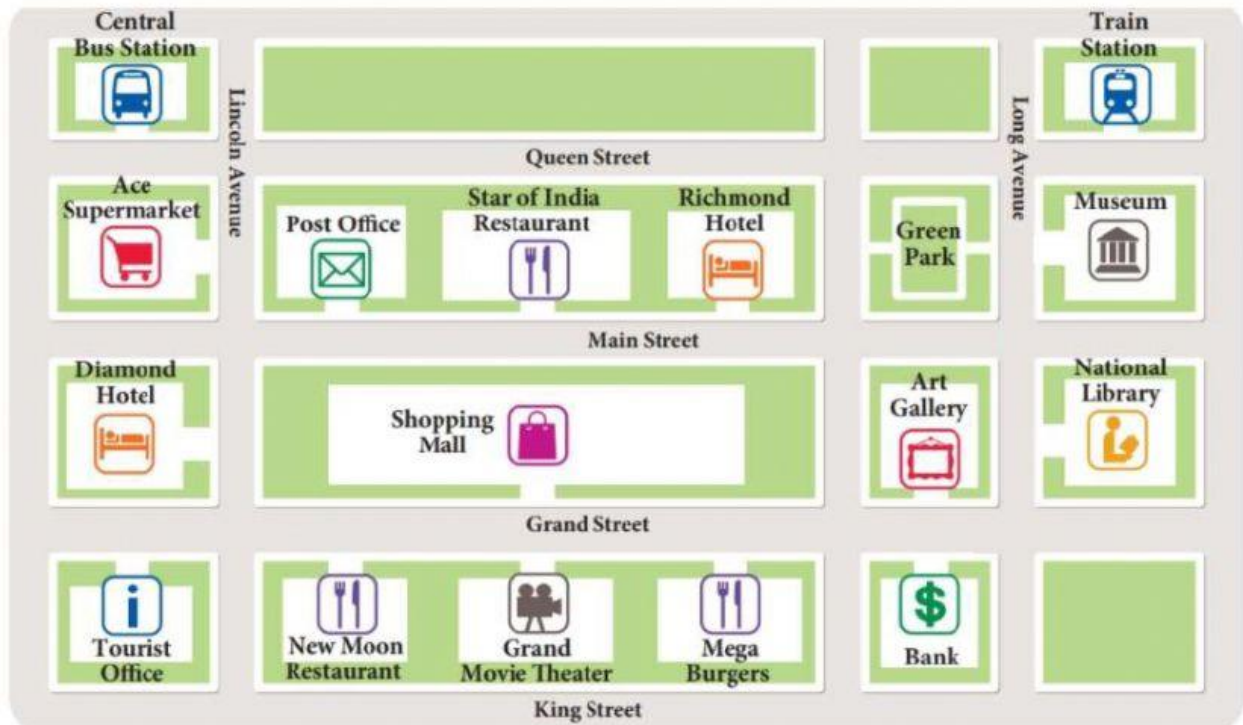 Central
Bus Station
Train
Station
Lincoln Avenue
Long Avenue
Queen Street
Ace
Supermarket
Post Office
Star of India
Restaurant
Richmond
Hotel
Green
Park
Museum
Main Street
Diamond
Hotel
Shopping
Mall
Art
Gallery
National
Library
Grand Street
i
Tourist
Office
New Moon
Restaurant
Grand
Movie Theater
Mega
Burgers
$
Bank
King Street